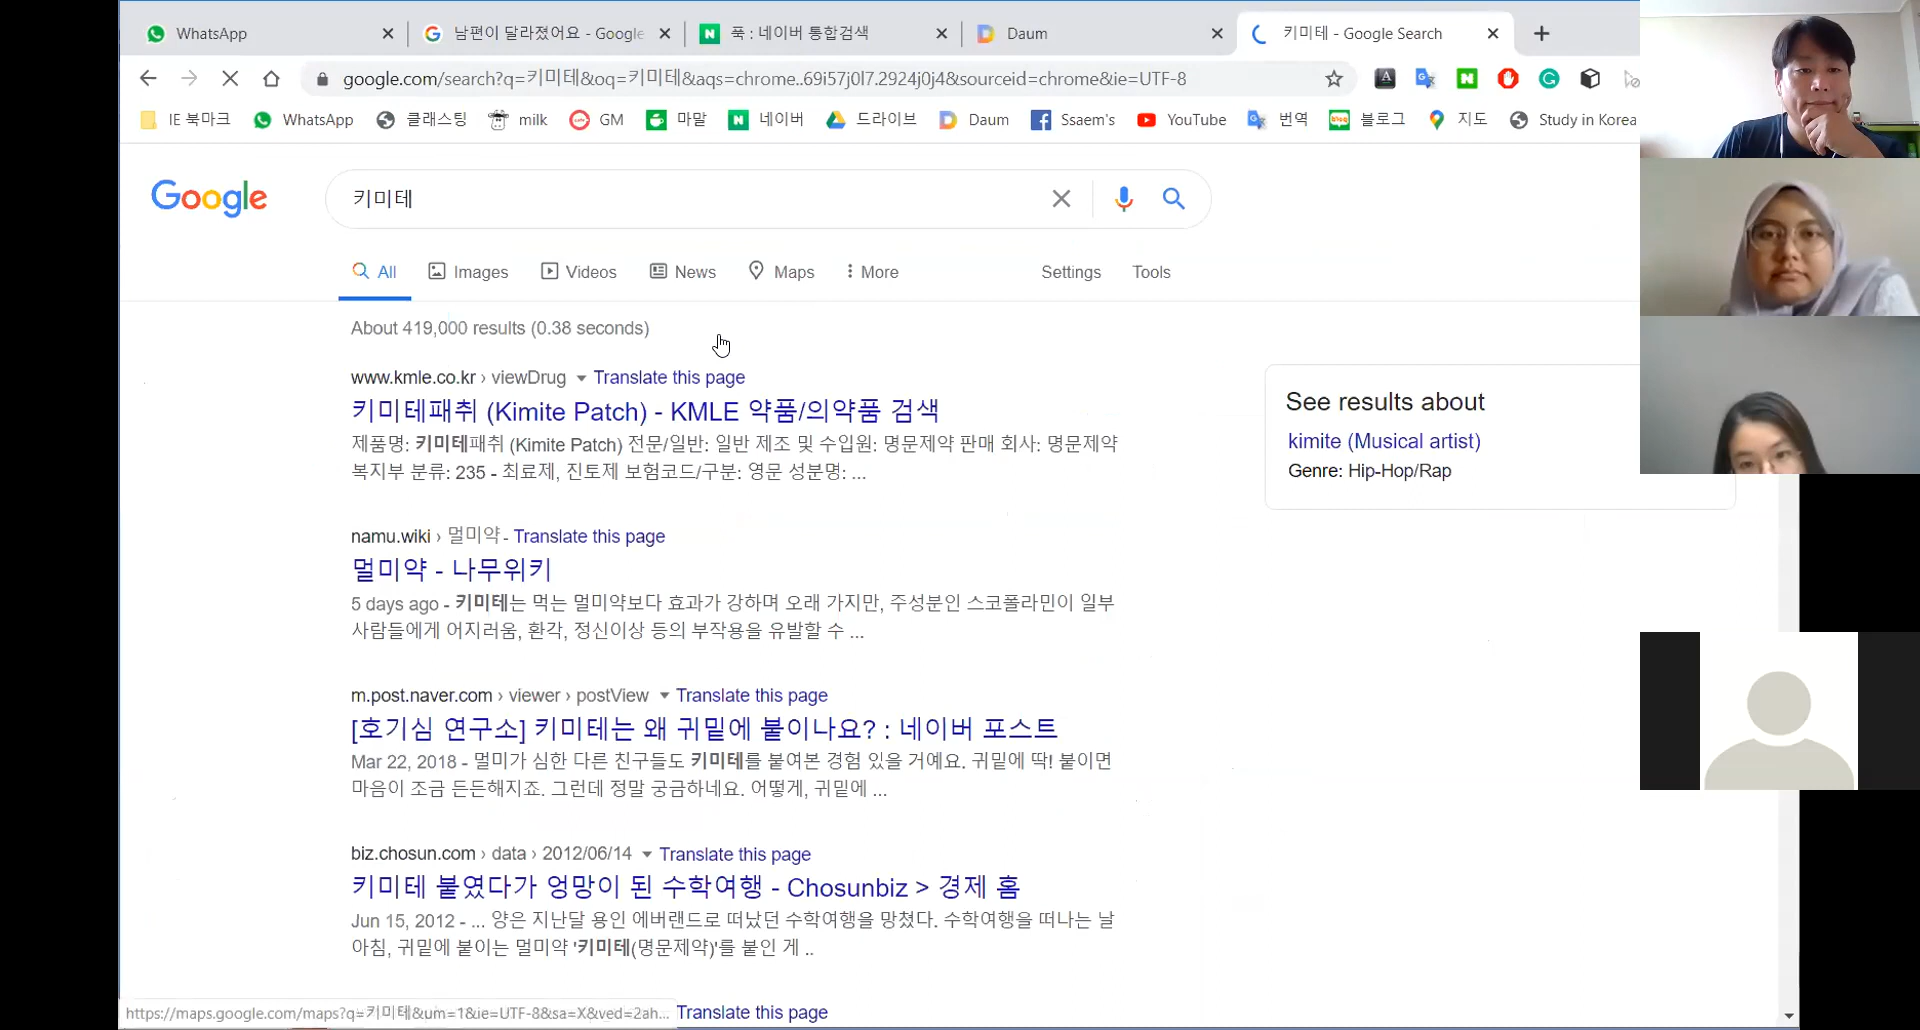 WhatsApp
남편이 달라졌어요 - Google
푹 : 네이버 통합검색
Daum
키미테 - Google Search
google.com/search?q=키미테&oq=키미테&aqs=chrome..69i57j0l7.2924j0j4&sourceid=chrome&ie=UTF-8
IE 북마크 WhatsApp 클래스팅 milk GM 마말 네이버 드라이브 Daum Ssaem's YouTube 번역 블로그 지도 Study in Korea
Google
키미테
All Images Videos News Maps More Settings Tools
About 419,000 results (0.38 seconds)
www.kmle.co.kr › viewDrug Translate this page
키미테패취 (Kimite Patch) - KMLE 약품/의약품 검색
제품명: 키미테패취 (Kimite Patch) 전문/일반: 일반 제조 및 수입원: 명문제약 판매 회사: 명문제약
복지부 분류: 235 - 최료제, 진토제 보험코드/구분: 영문 성분명: ...
See results about
kimite (Musical artist)
Genre: Hip-Hop/Rap
namu.wiki › 멀미약 - Translate this page
멀미약 - 나무위키
5 days ago - 키미테는 먹는 멀미약보다 효과가 강하며 오래 가지만, 주성분인 스코폴라민이 일부
사람들에게 어지러움, 환각, 정신이상 등의 부작용을 유발할 수 ...
m.post.naver.com › viewer › postView Translate this page
[호기심 연구소] 키미테는 왜 귀밑에 붙이나요? : 네이버 포스트
Mar 22, 2018 - 멀미가 심한 다른 친구들도 키미테를 붙여본 경험 있을 거예요. 귀밑에 딱! 붙이면
마음이 조금 든든해지죠. 그런데 정말 궁금하네요. 어떻게, 귀밑에 ...
biz.chosun.com › data › 2012/06/14 Translate this page
키미테 붙였다가 엉망이 된 수학여행 - Chosunbiz > 경제 홈
Jun 15, 2012 - ... 양은 지난달 용인 에버랜드로 떠났던 수학여행을 망쳤다. 수학여행을 떠나는 날
아침, 귀밑에 붙이는 멀미약 '키미테(명문제약)'를 붙인 게 ..
https://maps.google.com/maps?q=키미테&um=1&ie=UTF-8&sa=X&ved=2ah... Translate this page